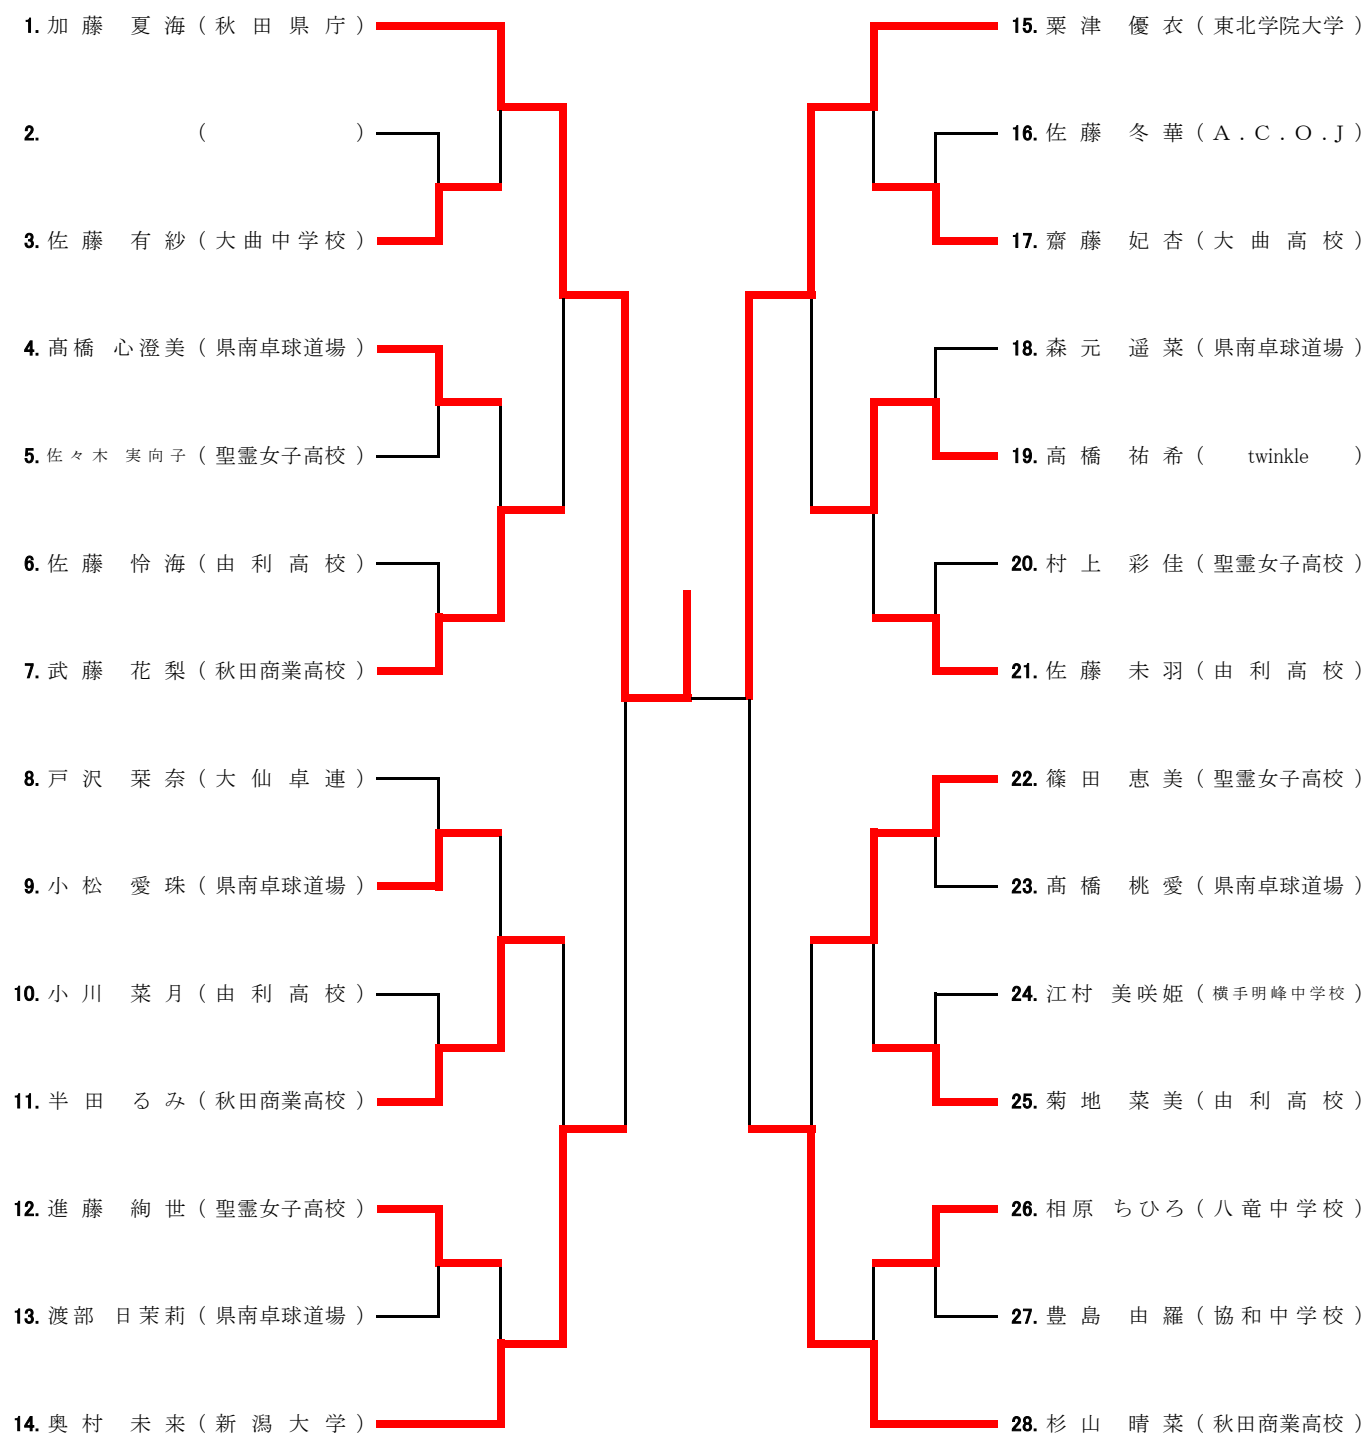 1. 加藤 夏海 (秋田県庁)
2. ( )
3. 佐藤 有紗 (大曲中学校)
4. 髙橋 心澄美 (県南卓球道場)
5. 佐々木 実向子 (聖霊女子高校)
6. 佐藤 怜海 (由利高校)
7. 武藤 花梨 (秋田商業高校)
8. 戸沢 栞奈 (大仙卓連)
9. 小松 愛珠 (県南卓球道場)
10. 小川 菜月 (由利高校)
11. 半田 るみ (秋田商業高校)
12. 進藤 絢世 (聖霊女子高校)
13. 渡部 日茉莉 (県南卓球道場)
14. 奥村 未来 (新潟大学)
15. 粟津 優衣 (東北学院大学)
16. 佐藤 冬華 (A.C.O.J)
17. 齋藤 妃杏 (大曲高校)
18. 森元 遥菜 (県南卓球道場)
19. 高橋 祐希 (twinkle)
20. 村上 彩佳 (聖霊女子高校)
21. 佐藤 未羽 (由利高校)
22. 篠田 恵美 (聖霊女子高校)
23. 髙橋 桃愛 (県南卓球道場)
24. 江村 美咲姫 (横手明峰中学校)
25. 菊地 菜美 (由利高校)
26. 相原 ちひろ (八竜中学校)
27. 豊島 由羅 (協和中学校)
28. 杉山 晴菜 (秋田商業高校)